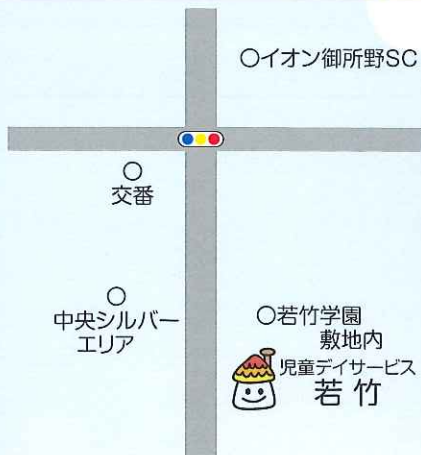 ○イオン御所野SC
○
交番
○
中央シルバー
エリア
○若竹学園
敷地内
児童デイサービス
若竹